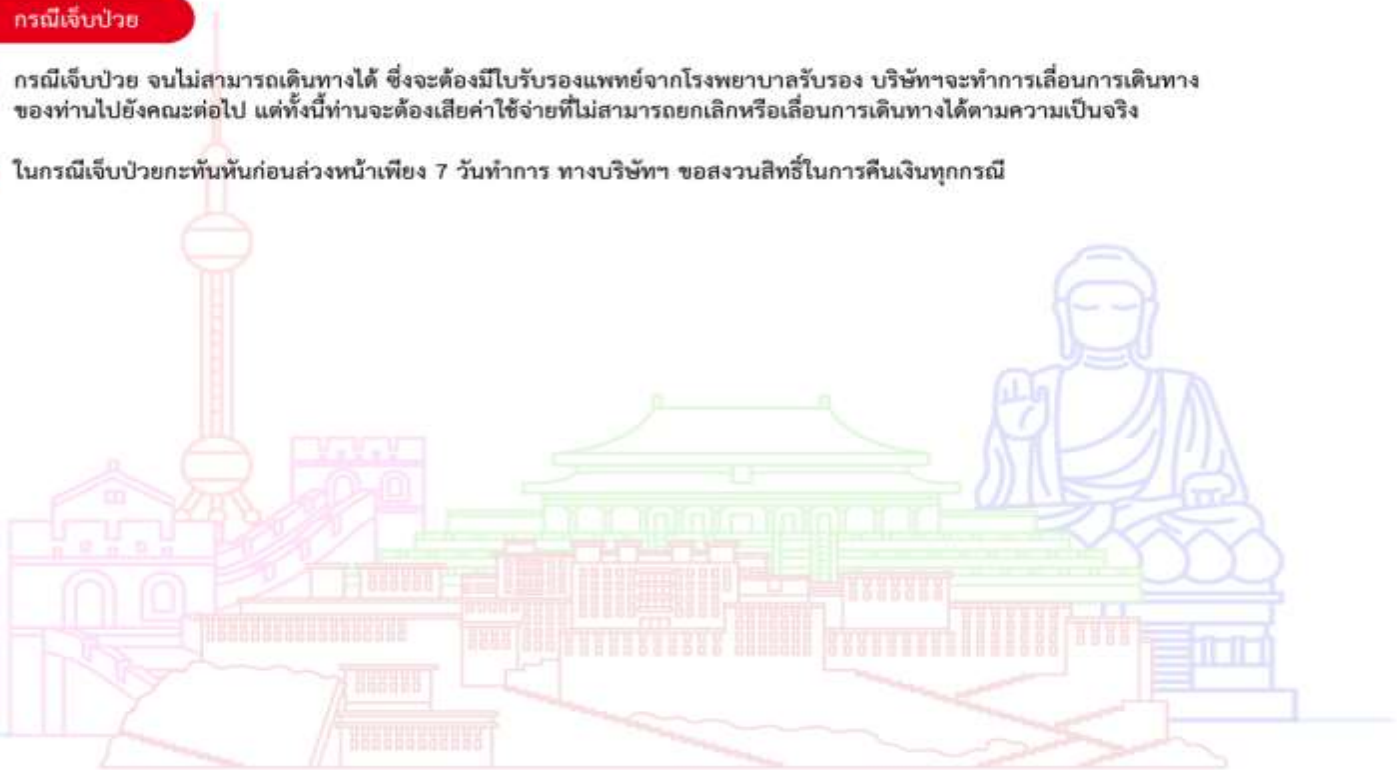 กรณีเจ็บป่วย
กรณีเจ็บป่วย จนไม่สามารถเดินทางได้ ซึ่งจะต้องมีใบรับรองแพทย์จากโรงพยาบาลรับรอง บริษัทฯจะทำการเลื่อนการเดินทาง
ของท่านไปยังคณะต่อไป แต่ทั้งนี้ท่านจะต้องเสียค่าใช้จ่ายที่ไม่สามารถยกเลิกหรือเลื่อนการเดินทางได้ตามความเป็นจริง
ในกรณีเจ็บป่วยกะทันหันก่อนล่วงหน้าเพียง 7 วันทำการ ทางบริษัทฯ ขอสงวนสิทธิ์ในการคืนเงินทุกกรณี